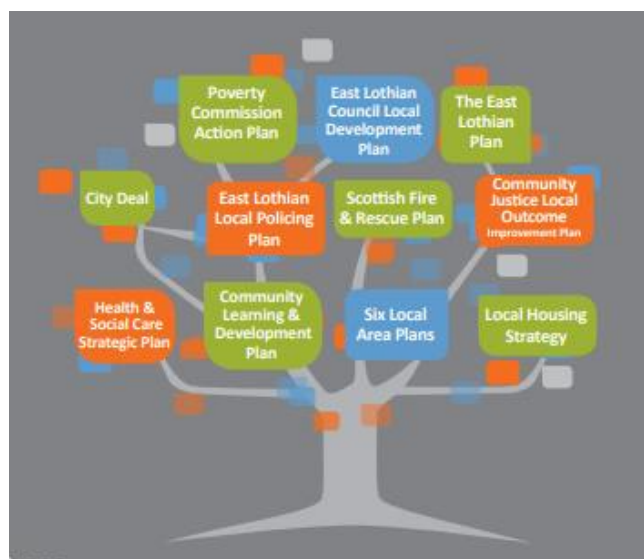 Poverty
Commission
Action Plan
East Lothian
Council Local
Development
Plan
The East
Lothian
Plan
City Deal
East Lothian
Local Policing
Plan
Scottish Fire
& Rescue Plan
Community
Justice Local
Outcome
Improvement Plan
Health &
Social Care
Strategic Plan
Community
Learning &
Development
Plan
Six Local
Area Plans
Local Housing
Strategy